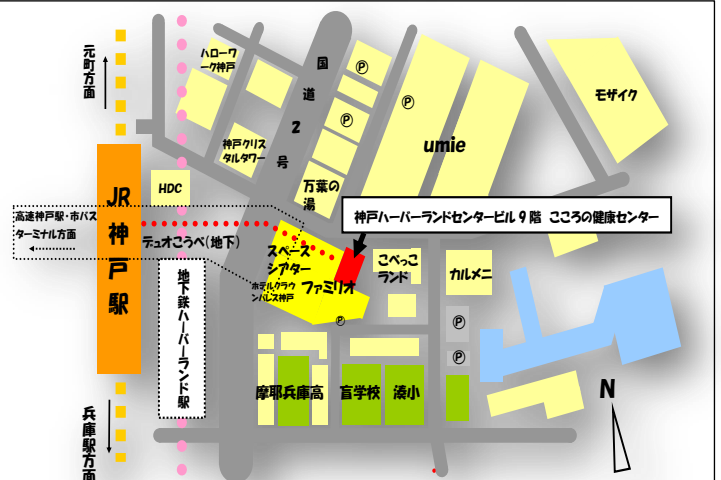 元町方面
ハローワ
ーク神戸
国道2号
Ⓟ
Ⓟ
Ⓟ
モザイク
umie
神戸クリス
タルタワー
万葉の
湯
HDC
JR神戸駅
高速神戸駅・市バス
ターミナル方面
デュオこうべ(地下)
神戸ハーバーランドセンタービル 9 階 こころの健康センター
スペース
シアター
ホテルクラウ
ンパレス神戸
ファミリオ
こべっこ
ランド
カルメニ
地下鉄ハーバーランド駅
Ⓟ
Ⓟ
Ⓟ
摩耶兵庫高
盲学校
湊小
N
兵庫駅方面